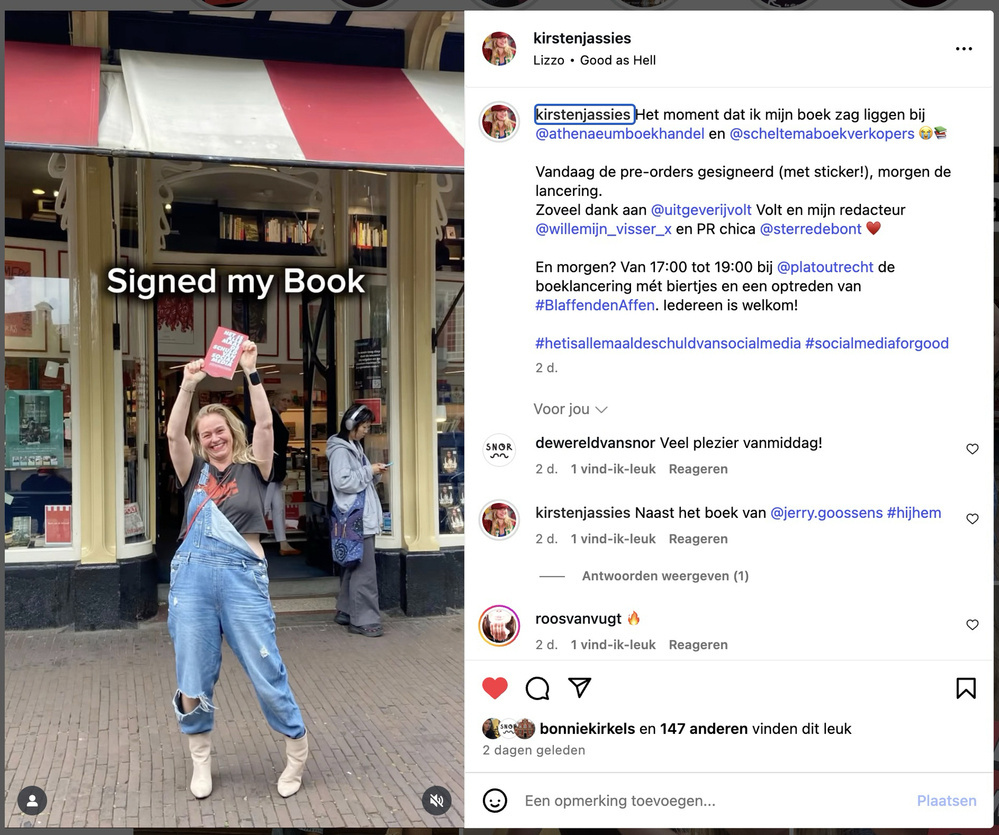 Signed my Book
kirstenjassies
Lizzo • Good as Hell
kirstenjassies Het moment dat ik mijn boek zag liggen bij
@athenaeumboekhandel en @scheltemaboekverkopers 😭📚
Vandaag de pre-orders gesigneerd (met sticker!), morgen de
lancering.
Zoveel dank aan @uitgeverijvolt Volt en mijn redacteur
@willemijn_visser_x en PR chica @sterredebont ♥️
En morgen? Van 17:00 tot 19:00 bij @platoutrecht de
boeklancering mét biertjes en een optreden van
#BlaffendenAffen. Iedereen is welkom!
#hetisallemaaldeschuldvansocialmedia #socialmediaforgood
2 d.
Voor jou
SNOR
dewereldvansnor Veel plezier vanmiddag!
2 d. 1 vind-ik-leuk Reageren
kirstenjassies Naast het boek van @jerry.goossens #hijhem
2 d. 1 vind-ik-leuk Reageren
Antwoorden weergeven (1)
roosvanvugt 🔥
2 d. 1 vind-ik-leuk Reageren
bonniekirkels en 147 anderen vinden dit leuk
2 dagen geleden
Een opmerking toevoegen...
Plaatsen